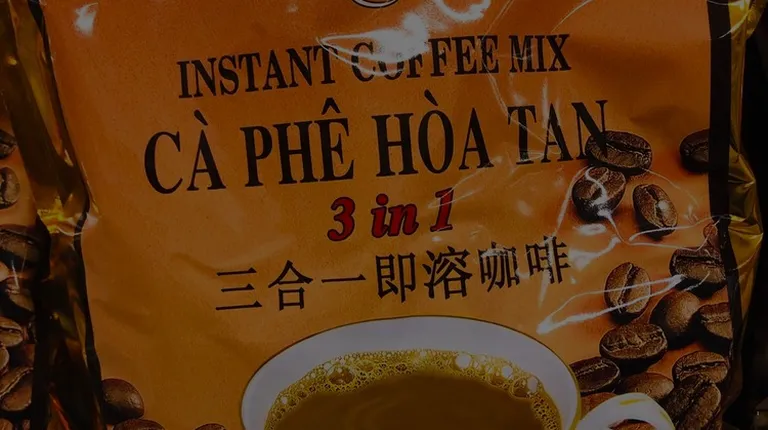 INSTANT COFFEE MIX
CÀ PHÊ HÒA TAN
3 in 1
三合一即溶咖啡